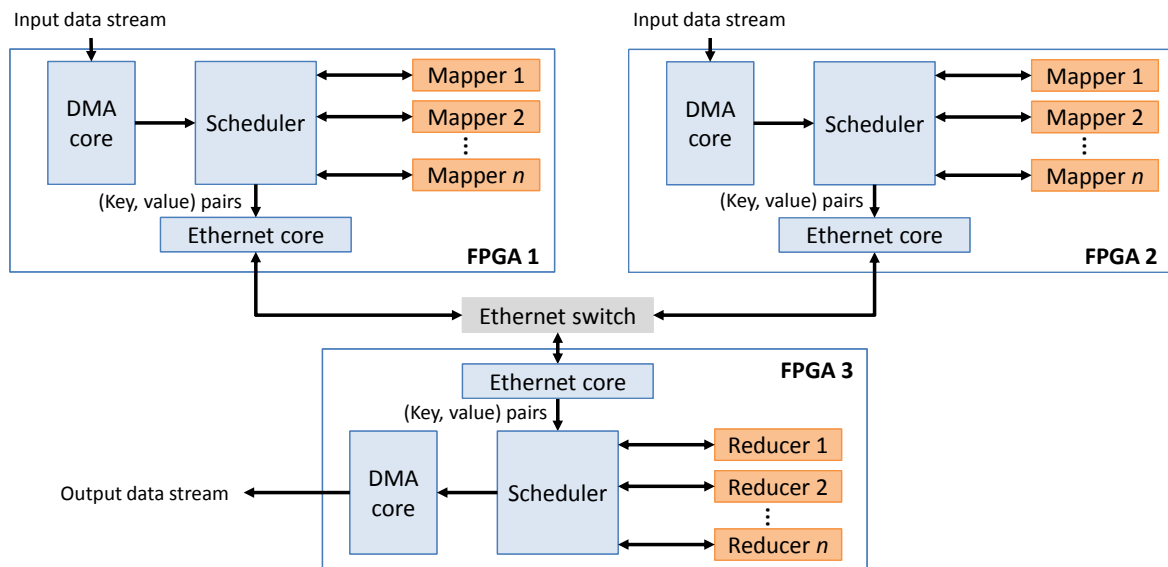 Input data stream
DMA
core
Scheduler
Mapper 1
Mapper 2
Mapper n
(Key, value) pairs
Ethernet core
FPGA 1
Input data stream
DMA
core
Scheduler
Mapper 1
Mapper 2
Mapper n
(Key, value) pairs
Ethernet core
FPGA 2
Ethernet switch
FPGA 3
Ethernet core
(Key, value) pairs
DMA
core
Scheduler
Reducer 1
Reducer 2
Reducer n
Output data stream